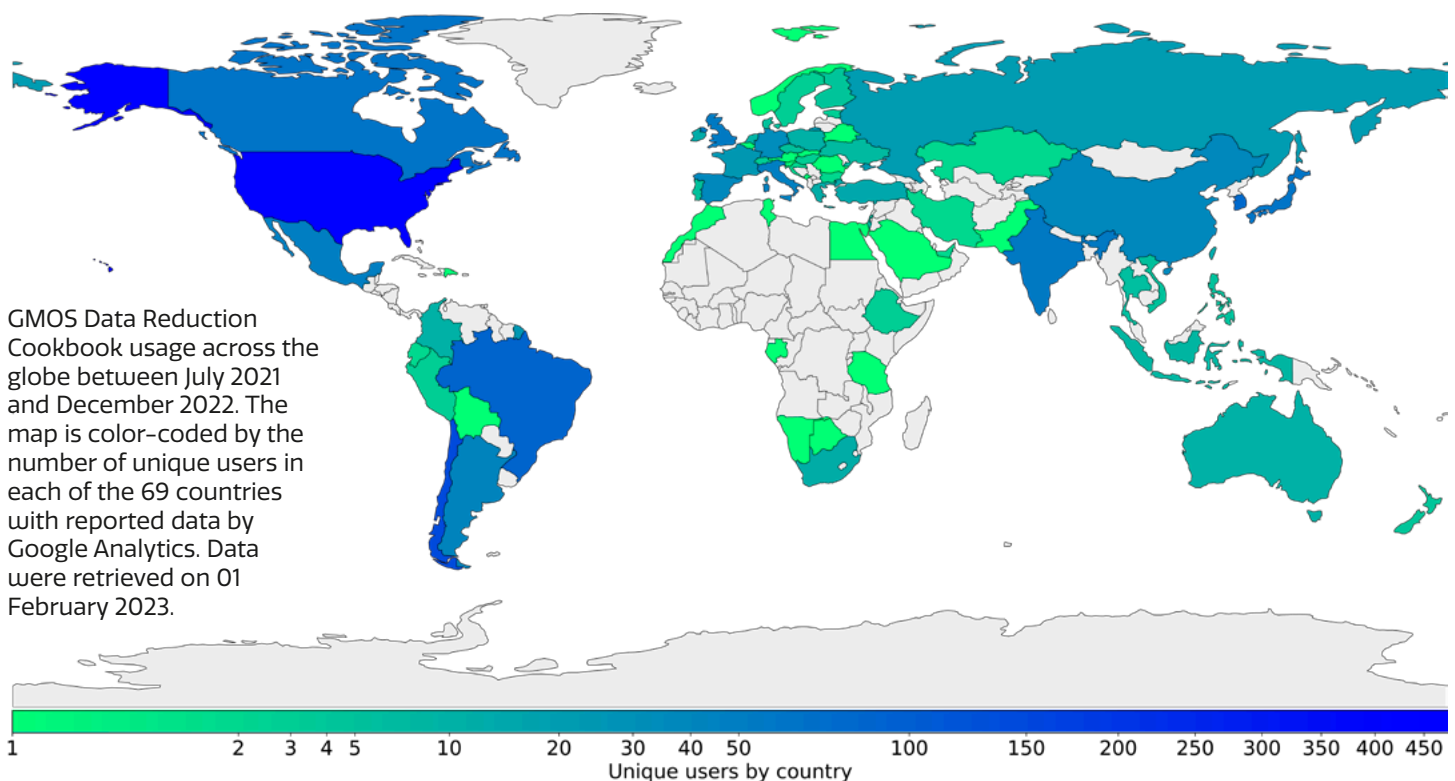 GMOS Data Reduction
Cookbook usage across the
globe between July 2021
and December 2022. The
map is color-coded by the
number of unique users in
each of the 69 countries
with reported data by
Google Analytics. Data
were retrieved on 01
February 2023.
1 2 3 4 5 10 20 30 40 50 100 150 200 250 300 350 400 450
Unique users by country